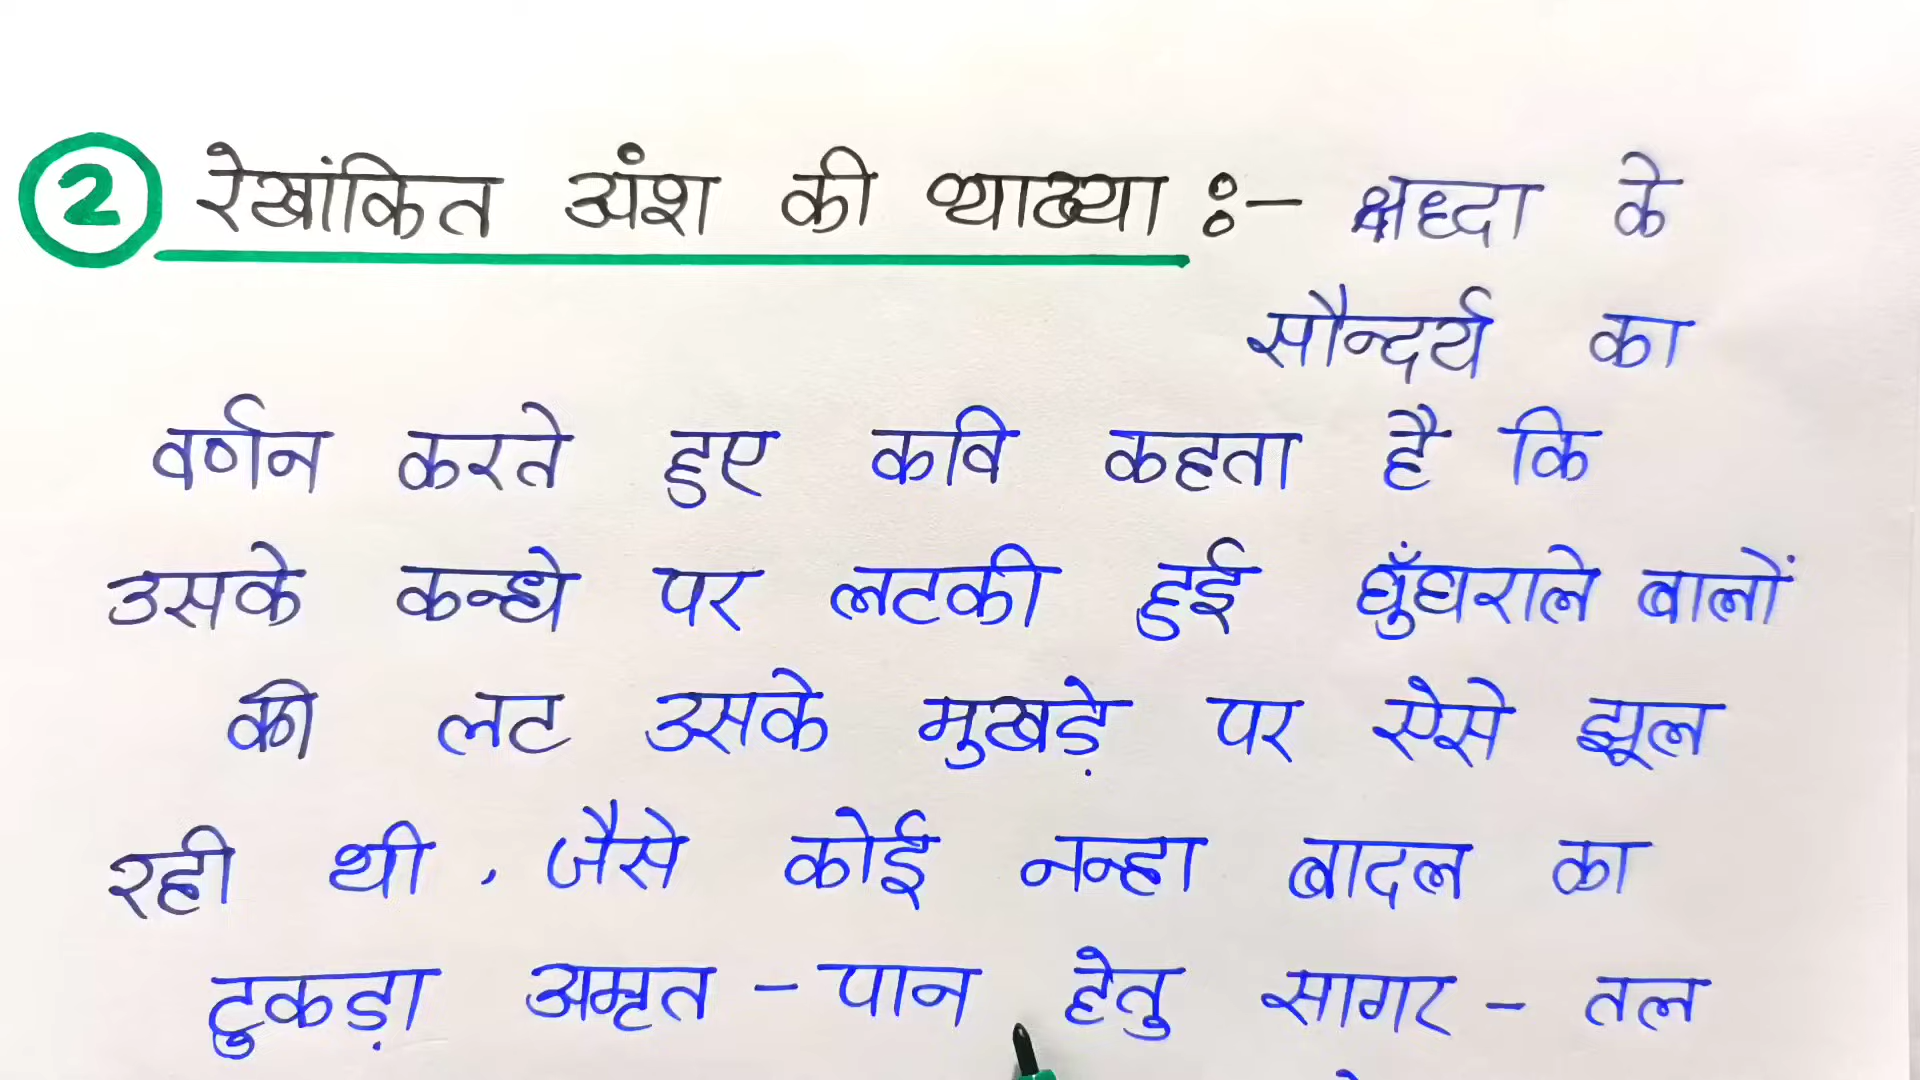 2 रेखांकित अंश की व्याख्या :- श्रध्दा के
सौन्दर्य का
वर्णन करते हुए कवि कहता है कि
उसके कन्धे पर लटकी हुई घुँघराले बालों
की लट उसके मुखड़े पर ऐसे झूल
रही थी, जैसे कोई नन्हा बादल का
टुकड़ा अमृत - पान हेतु सागर - तल